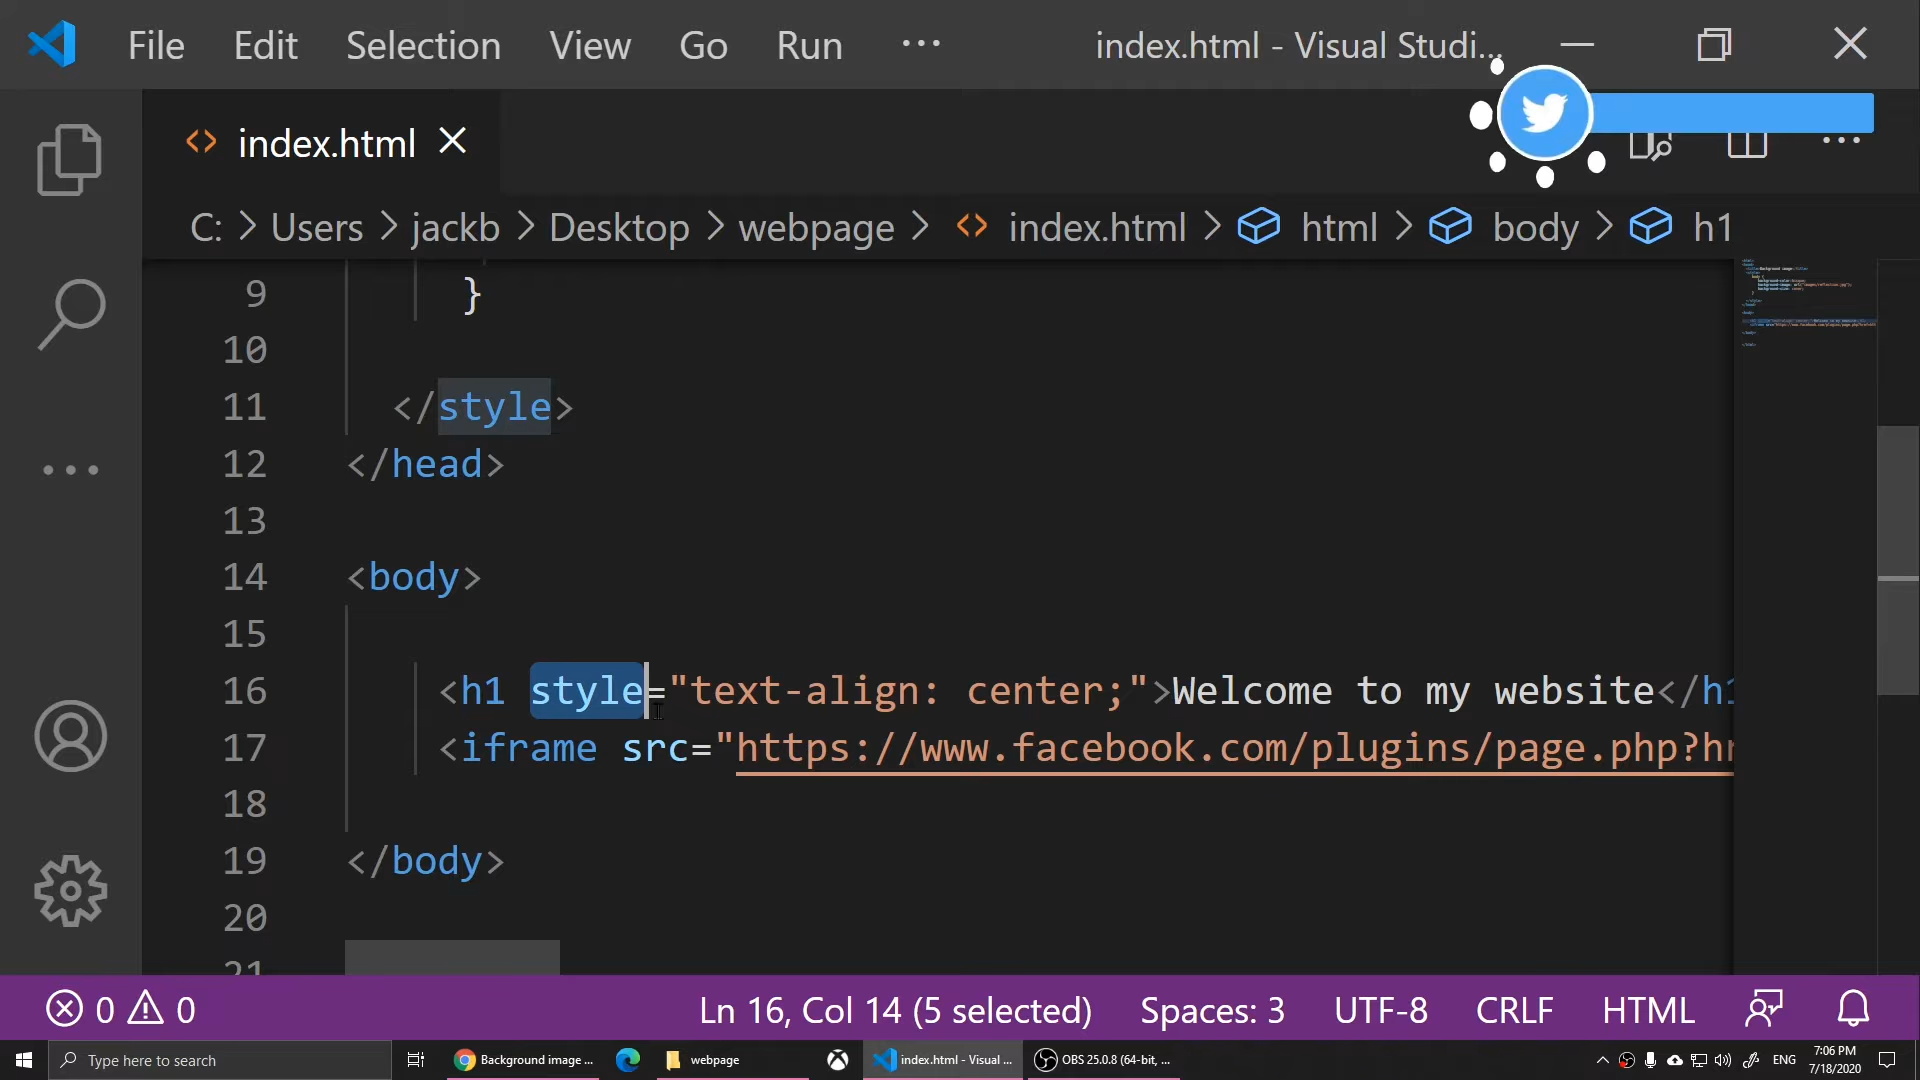 File Edit Selection View Go Run ... index.html - Visual Studi...
index.html
C: > Users > jackb > Desktop > webpage > index.html > html > body > h1
9 }
10
11 </style>
12 </head>
13
14 <body>
15
16 <h1 style="text-align: center;">Welcome to my website</h1
17 <iframe src="https://www.facebook.com/plugins/page.php?hr
18
19 </body>
20
21
0 0 Ln 16, Col 14 (5 selected) Spaces: 3 UTF-8 CRLF HTML
Type here to search Background image ... webpage index.html - Visual ... OBS 25.0.8 (64-bit, ... ENG 7:06 PM
7/18/2020